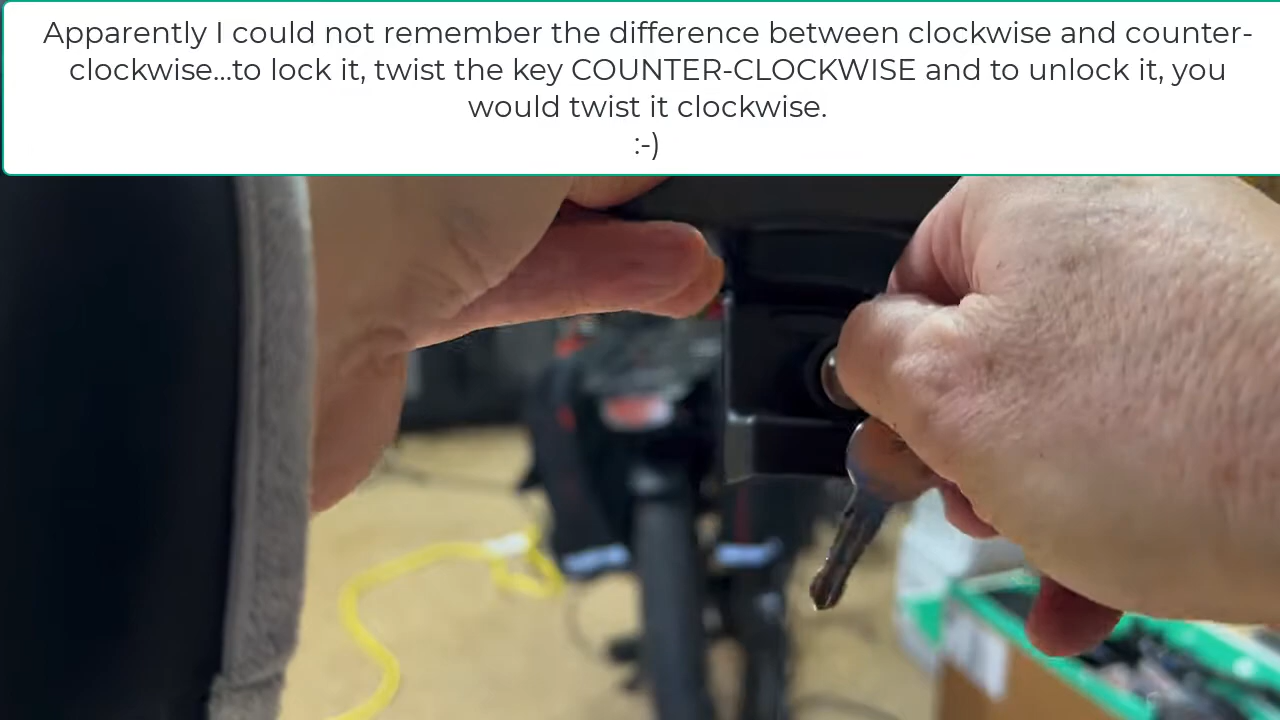 Apparently I could not remember the difference between clockwise and counter-
clockwise...to lock it, twist the key COUNTER-CLOCKWISE and to unlock it, you
would twist it clockwise.
:-)